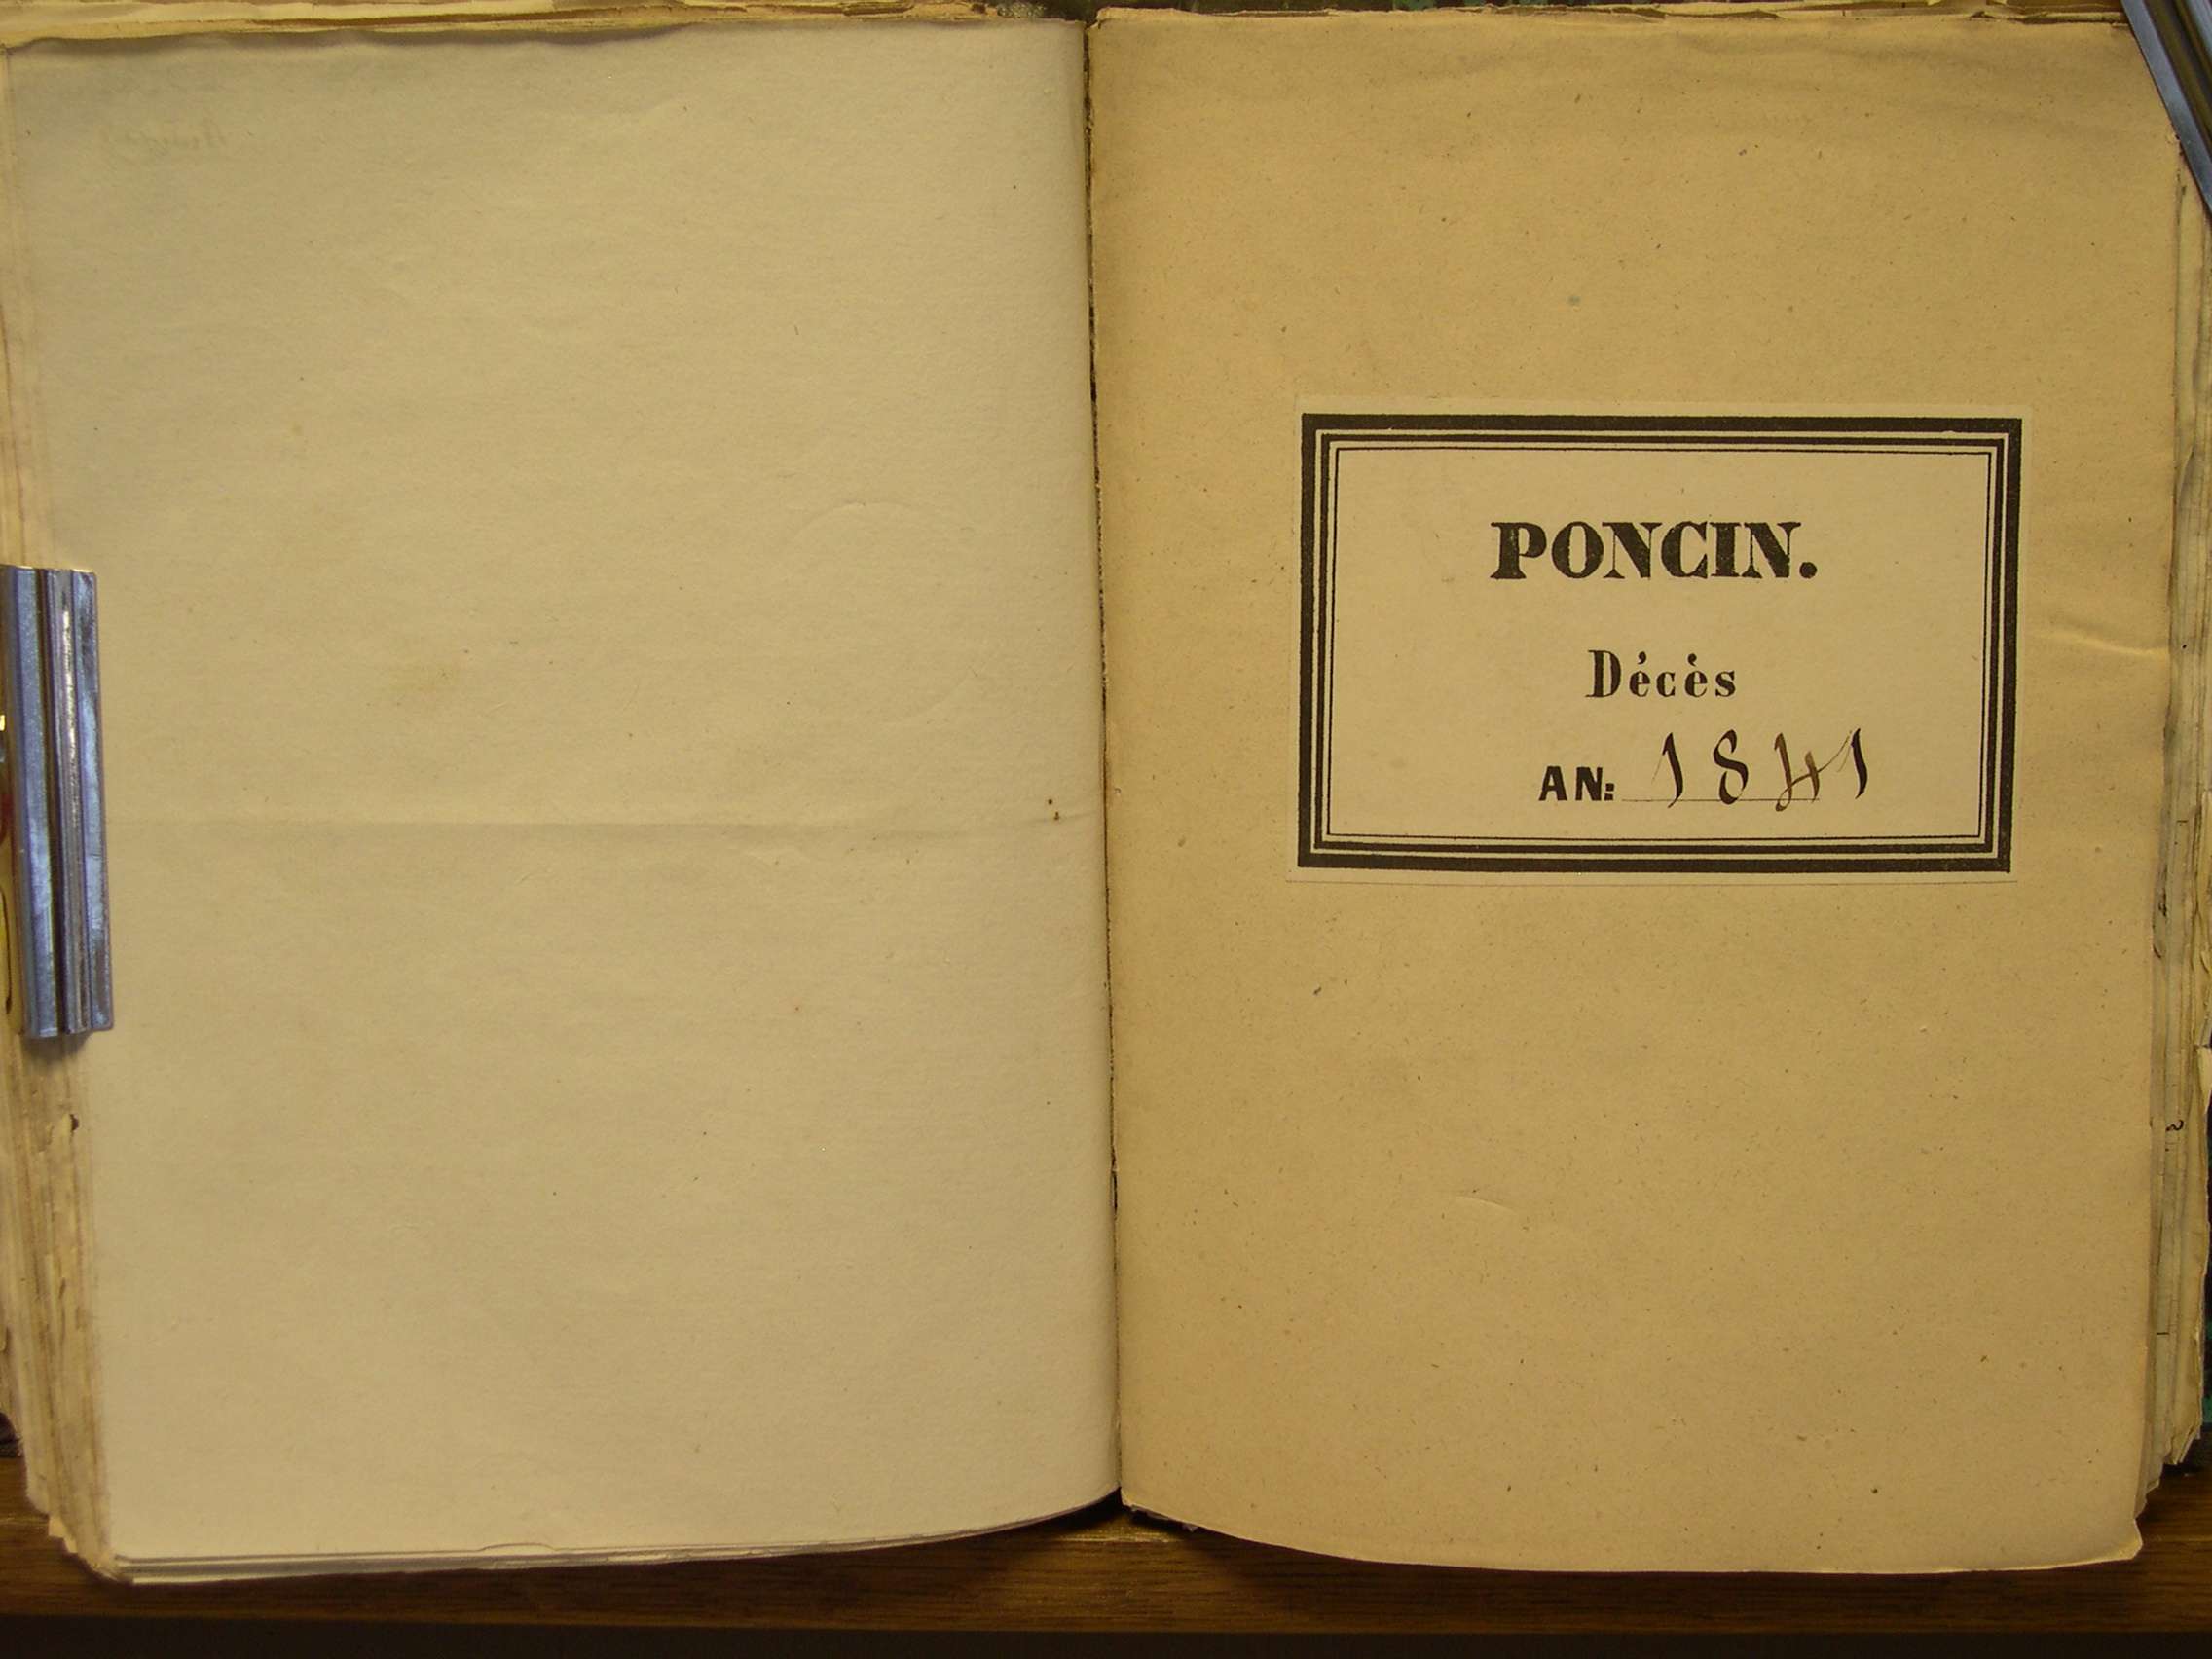 PONCIN.
Décès
AN: 1841